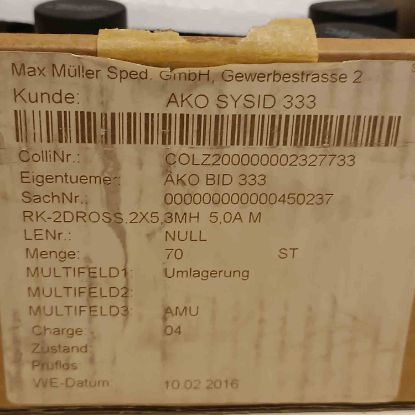 Max Müller Sped. GmbH, Gewerbestrasse 2
Kunde: AKO SYSID 333
ColliNr.: COLZ200000002327733
Eigentuemer: AKO BID 333
SachNr.: 000000000000450237
RK-2DROSS.2X5,3MH 5,0A M
LENr.: NULL
Menge: 70 ST
MULTIFELD1: Umlagerung
MULTIFELD2:
MULTIFELD3: AMU
Charge 04
Zustand:
Prüflos:
WE-Datum 10.02.2016